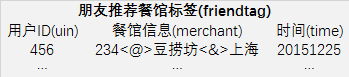 朋友推荐餐馆标签(friendtag)
用户ID(uin) 餐馆信息(merchant) 时间(time)
456 234<@>豆捞坊<&>上海 20151225
... ... ...